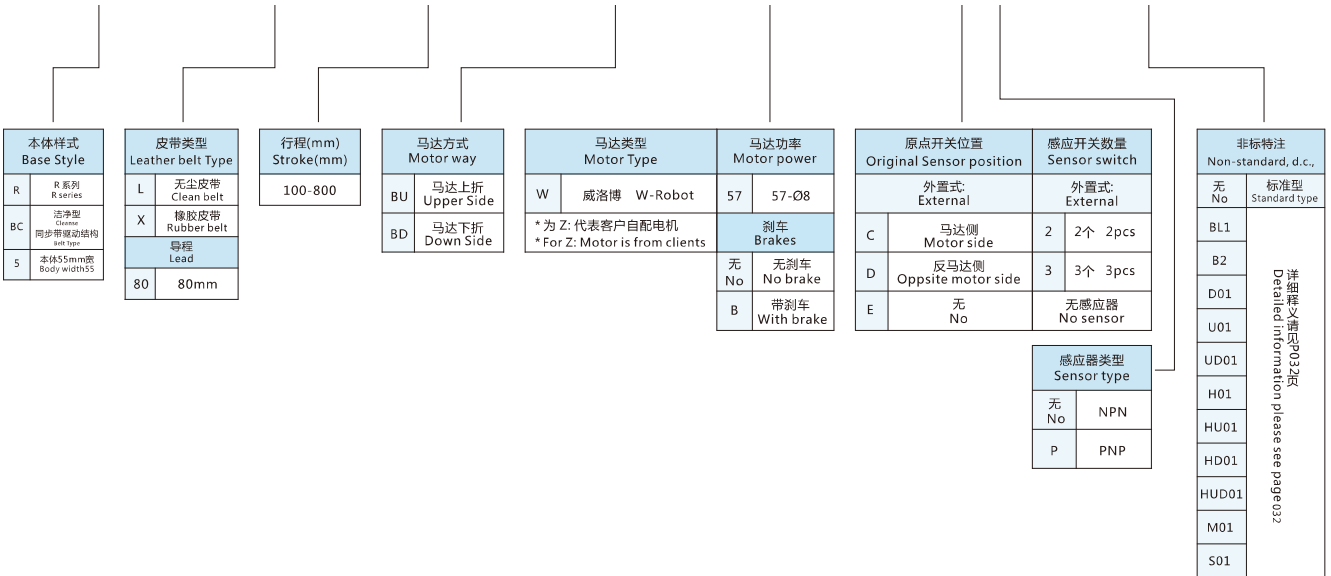 本体样式
Base Style
R
R 系列
R series
BC
洁净型
Cleanse
同步带驱动结构
Belt Type
5
本体55mm宽
Body width55
皮带类型
Leather belt Type
L
无尘皮带
Clean belt
X
橡胶皮带
Rubber belt
导程
Lead
80
80mm
行程(mm)
Stroke(mm)
100-800
马达方式
Motor way
BU
马达上折
Upper Side
BD
马达下折
Down Side
马达类型
Motor Type
W
威洛博 W-Robot
* 为 Z: 代表客户自配电机
* For Z: Motor is from clients
马达功率
Motor power
57
57-Ø8
刹车
Brakes
无
No
无刹车
No brake
B
带刹车
With brake
原点开关位置
Original Sensor position
外置式:
External
C
马达侧
Motor side
D
反马达侧
Oppsite motor side
E
无
No
感应开关数量
Sensor switch
外置式:
External
2
2个 2pcs
3
3个 3pcs
无感应器
No sensor
感应器类型
Sensor type
无
No
NPN
P
PNP
非标特注
Non-standard, d.c.,
无
No
标准型
Standard type
BL1
B2
D01
U01
UD01
H01
HU01
HD01
HUD01
M01
S01
详细释义请见P032页
Detailed information please see page032